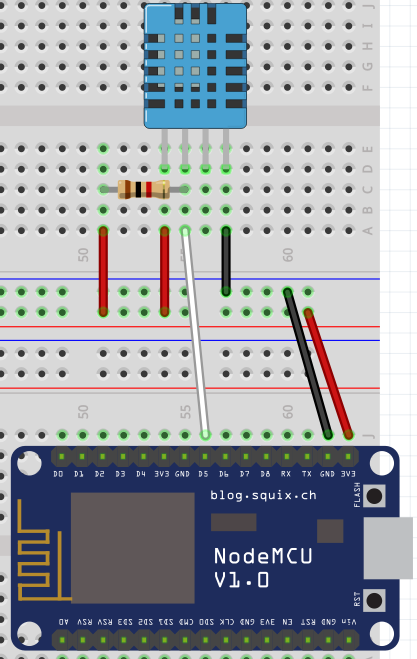 J
I
H
G
F
E
D
C
B
A
50 60
50 55 60
J
D0 D1 D2 D3 D4 3V3 GND D5 D6 D7 D8 RX TX GND 3V3
blog.squix.ch
FLASH
NodeMCU
V1.0
RST
A0 RSV RSV SD3 SD2 SD1 CMD SD0 CLK GND 3V3 EN RST GND Vin